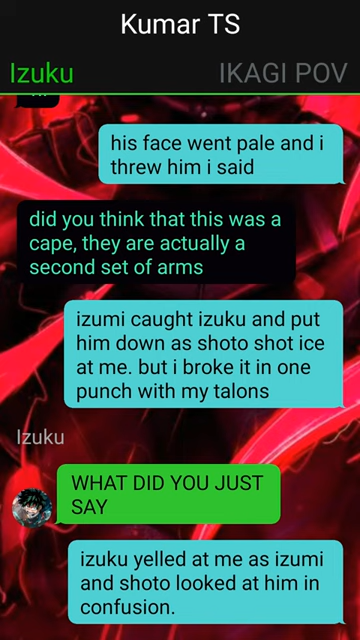 Kumar TS
Izuku
IKAGI POV
his face went pale and i
threw him i said
did you think that this was a
cape, they are actually a
second set of arms
izumi caught izuku and put
him down as shoto shot ice
at me. but i broke it in one
punch with my talons
Izuku
WHAT DID YOU JUST
SAY
izuku yelled at me as izumi
and shoto looked at him in
confusion.